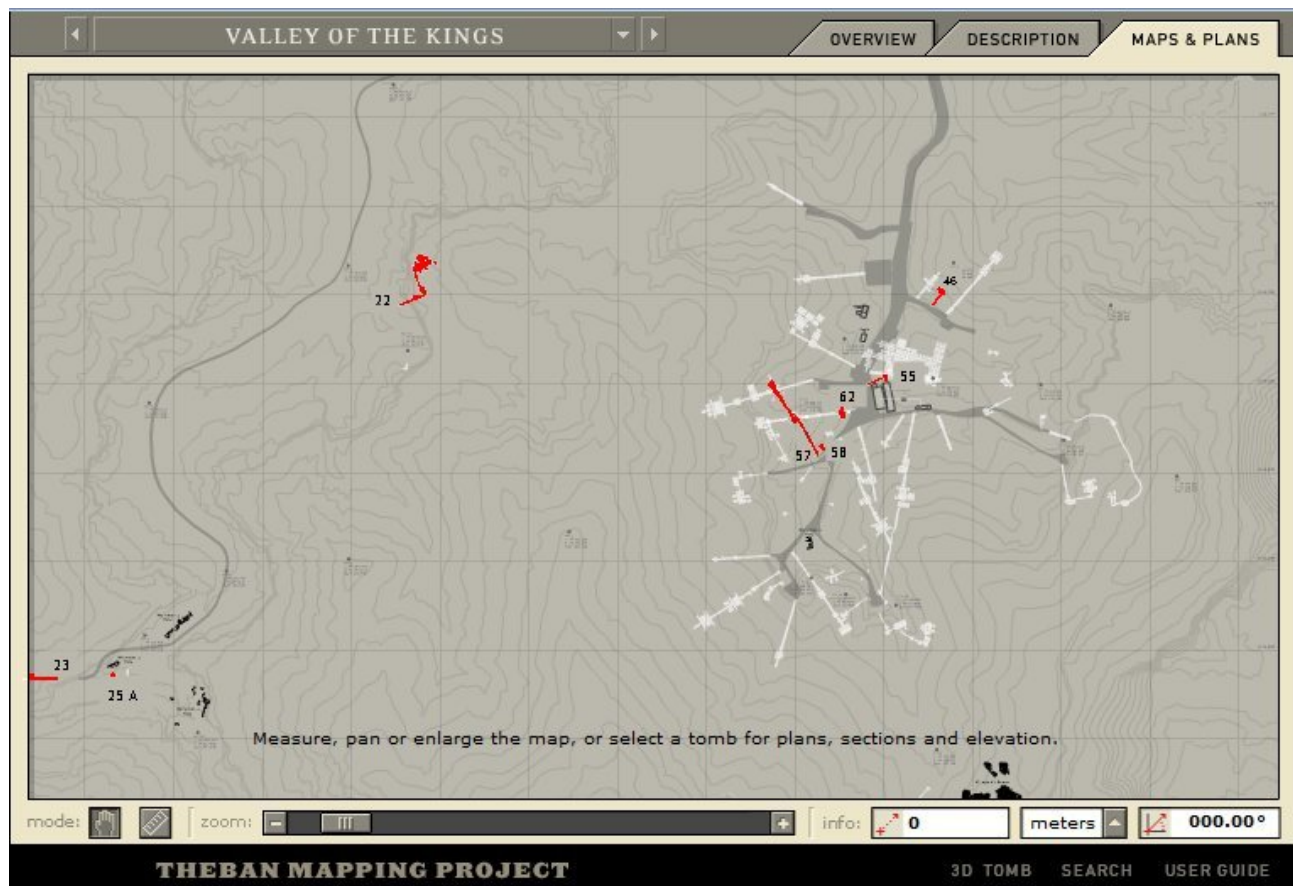 VALLEY OF THE KINGS
OVERVIEW
DESCRIPTION
MAPS & PLANS
46
22
55
62
57
58
23
25 A
Measure, pan or enlarge the map, or select a tomb for plans, sections and elevation.
mode:
zoom:
info:
0
meters
000.00°
THEBAN MAPPING PROJECT
3D TOMB
SEARCH
USER GUIDE